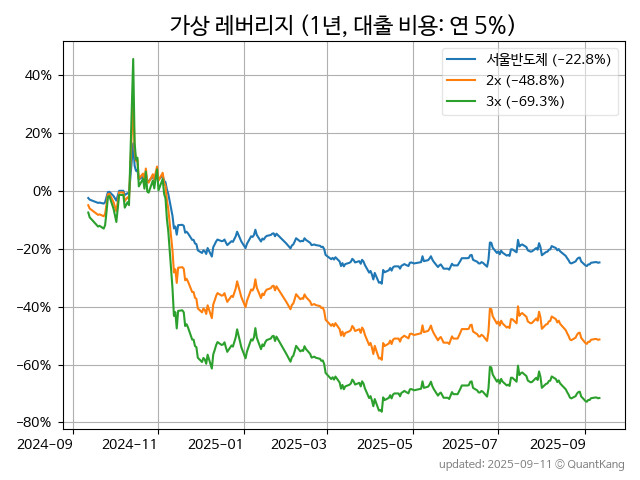 가상 레버리지 (1년, 대출 비용: 연 5%)
서울반도체 (-22.8%)
2x (-48.8%)
3x (-69.3%)
40%
20%
0%
-20%
-40%
-60%
-80%
2024-09 2024-11 2025-01 2025-03 2025-05 2025-07 2025-09
updated: 2025-09-11 © QuantKang